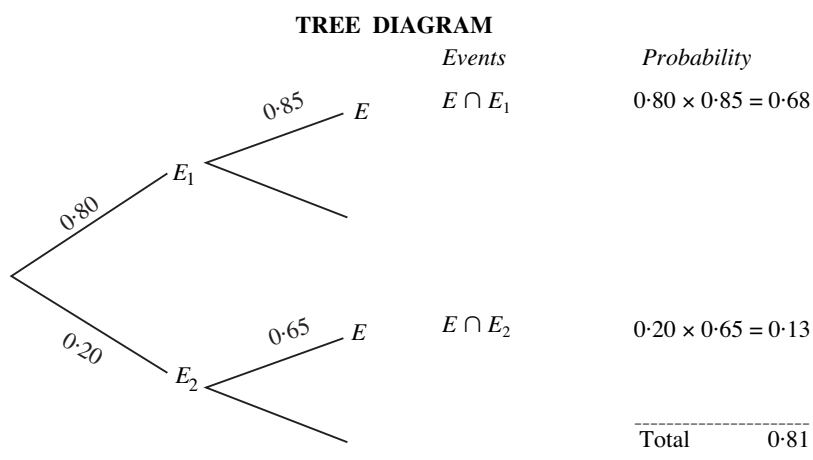 TREE DIAGRAM
Events Probability
0·85 E E ∩ E₁ 0·80 × 0·85 = 0·68
E₁
0·80
0·65 E E ∩ E₂ 0·20 × 0·65 = 0·13
0·20
E₂
Total 0·81